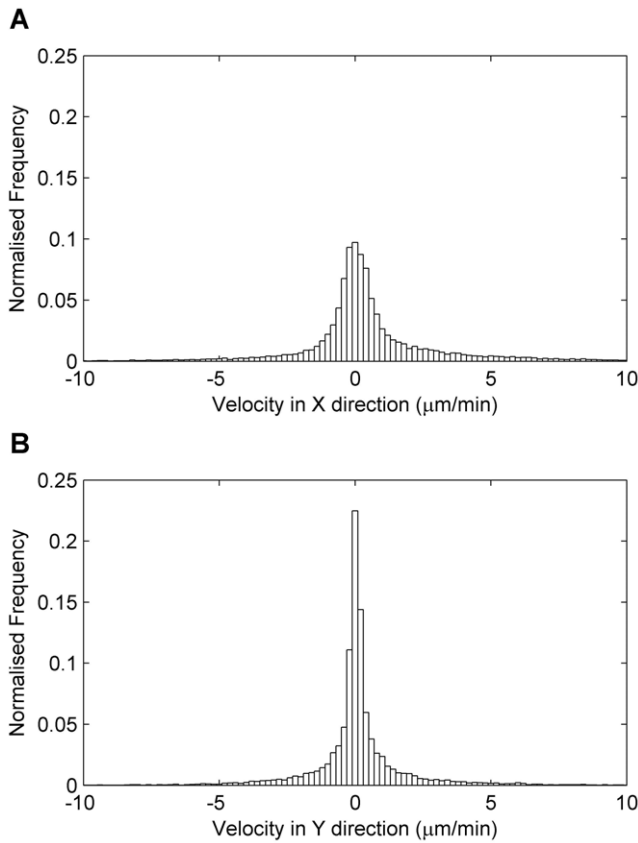 A
0.25
0.2
0.15
0.1
0.05
0
Normalised Frequency
-10 -5 0 5 10
Velocity in X direction (μm/min)
B
0.25
0.2
0.15
0.1
0.05
0
Normalised Frequency
-10 -5 0 5 10
Velocity in Y direction (μm/min)